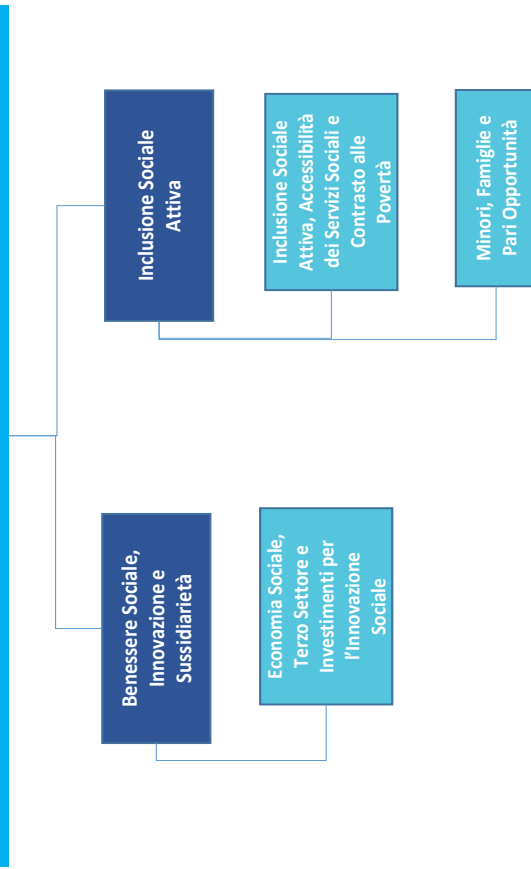 Benessere Sociale,
Innovazione e
Sussidiarietà
Inclusione Sociale
Attiva
Economia Sociale,
Terzo Settore e
Investimenti per
l'Innovazione
Sociale
Inclusione Sociale
Attiva, Accessibilità
dei Servizi Sociali e
Contrasto alle
Povertà
Minori, Famiglie e
Pari Opportunità